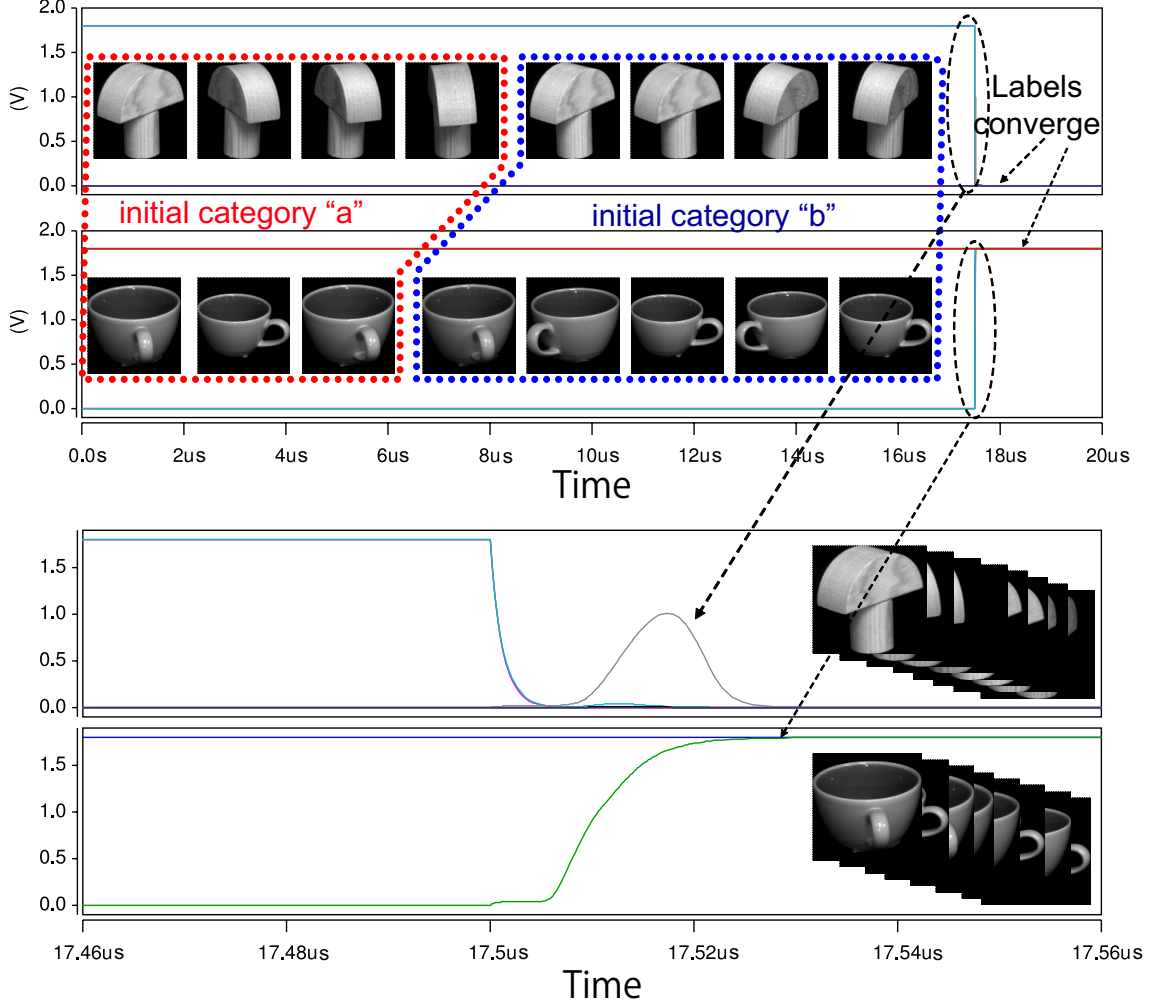 2.0
1.5
1.0
0.5
0.0
(V)
Labels
converge
initial category “a”
initial category “b”
2.0
1.5
1.0
0.5
0.0
(V)
0.0s 2us 4us 6us 8us 10us 12us 14us 16us 18us 20us
Time
1.5
1.0
0.5
0.0
1.5
1.0
0.5
0.0
17.46us 17.48us 17.5us 17.52us 17.54us 17.56us
Time